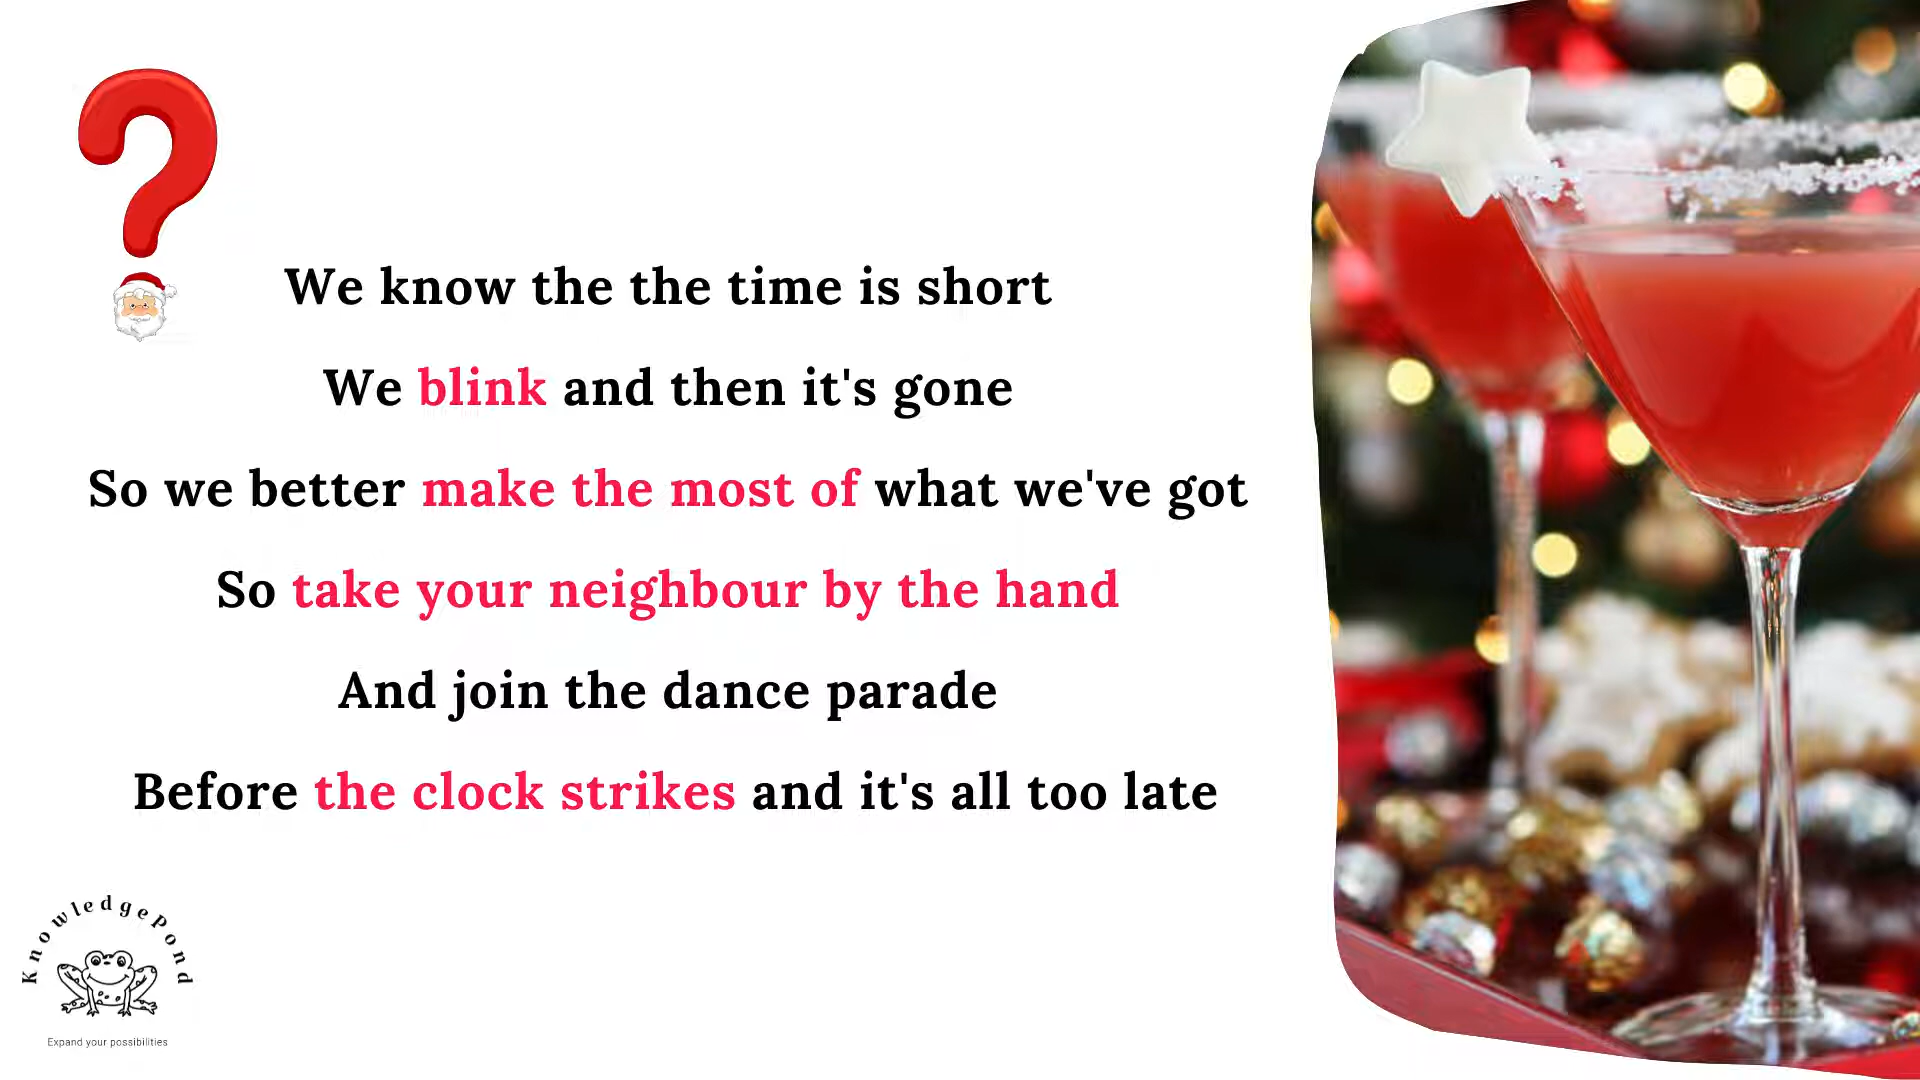 We know the the time is short
We blink and then it's gone
So we better make the most of what we've got
So take your neighbour by the hand
And join the dance parade
Before the clock strikes and it's all too late
KnowledgePond
Expand your possibilities